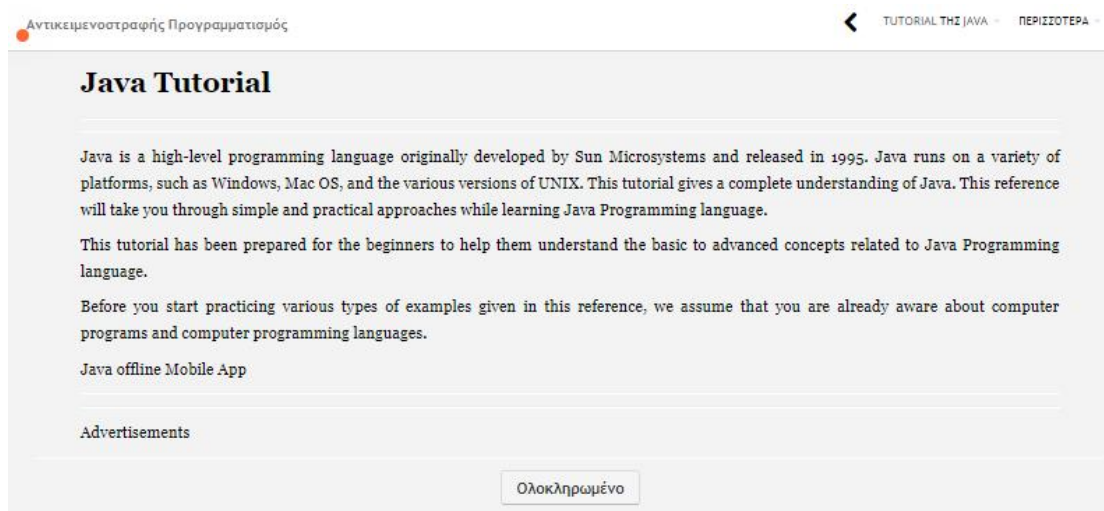 Αντικειμενοστραφής Προγραμματισμός
TUTORIAL ΤΗΣ JAVA
ΠΕΡΙΣΣΟΤΕΡΑ
Java Tutorial
Java is a high-level programming language originally developed by Sun Microsystems and released in 1995. Java runs on a variety of
platforms, such as Windows, Mac OS, and the various versions of UNIX. This tutorial gives a complete understanding of Java. This reference
will take you through simple and practical approaches while learning Java Programming language.
This tutorial has been prepared for the beginners to help them understand the basic to advanced concepts related to Java Programming
language.
Before you start practicing various types of examples given in this reference, we assume that you are already aware about computer
programs and computer programming languages.
Java offline Mobile App
Advertisements
Ολοκληρωμένο